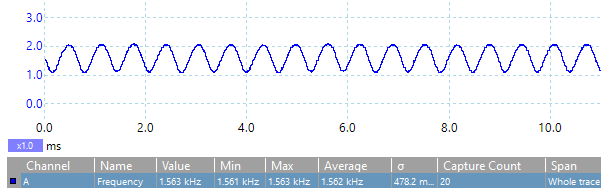 3.0
2.0
1.0
0.0
0.0 2.0 4.0 6.0 8.0 10.0
x1.0 ms
Channel Name Value Min Max Average σ Capture Count Span
A Frequency 1.563 kHz 1.561 kHz 1.563 kHz 1.562 kHz 478.2 m... 20 Whole trace